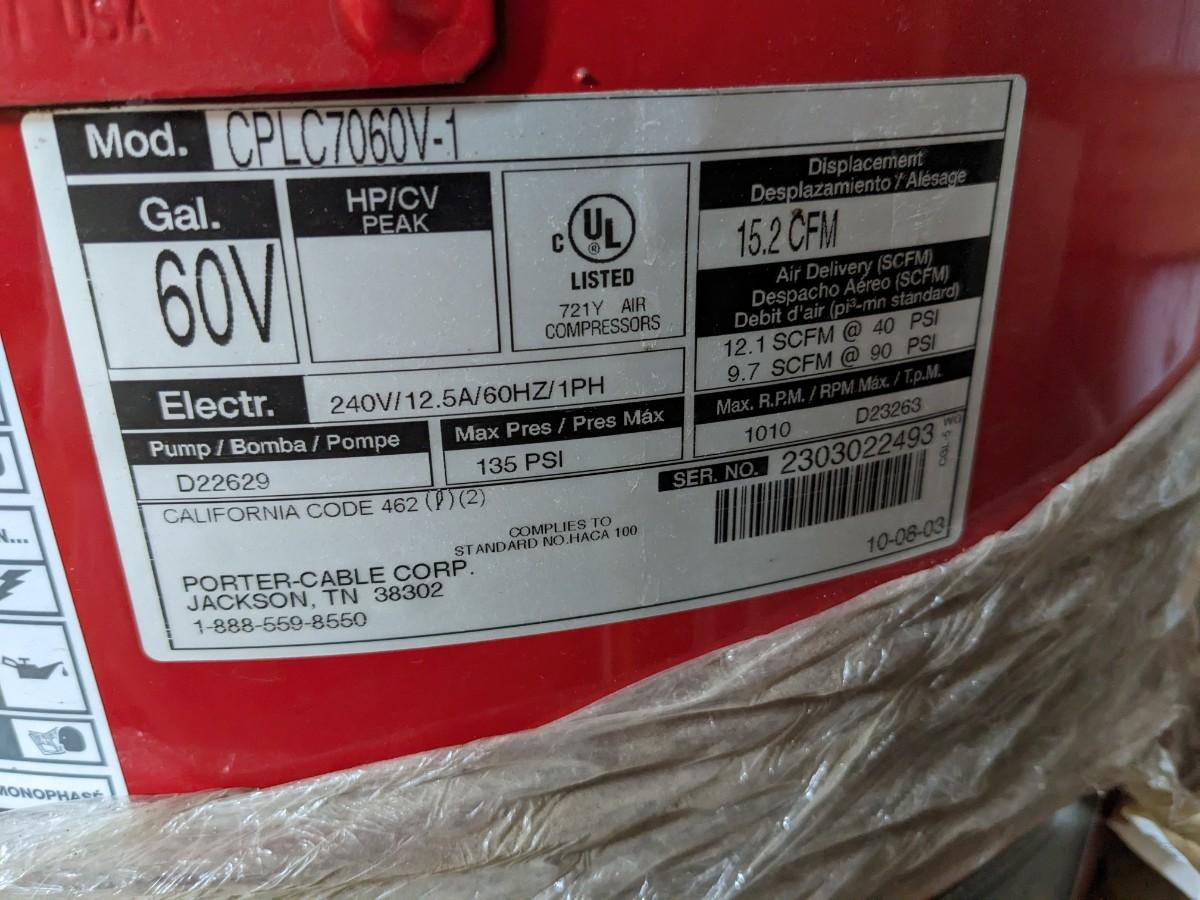 USA
Mod. CPLC7060V-1
Gal.
60V
HP/CV
PEAK
C UL ®
LISTED
721Y AIR
COMPRESSORS
Displacement
Desplazamiento / Alésage
15.2 CFM
Air Delivery (SCFM)
Despacho Aéreo (SCFM)
Debit d'air (pi³-mn standard)
12.1 SCFM @ 40 PSI
9.7 SCFM @ 90 PSI
Electr. 240V/12.5A/60HZ/1PH
Pump / Bomba / Pompe
D22629
Max Pres / Pres Máx
135 PSI
Max. R.P.M. / RPM Máx. / T.p.M.
1010 D23263
SER. NO. 2303022493
CALIFORNIA CODE 462 (l)(2)
COMPLIES TO
STANDARD NO.HACA 100
10-08-03
PORTER-CABLE CORP.
JACKSON, TN 38302
1-888-559-8550
N...
MONOPHASÉ